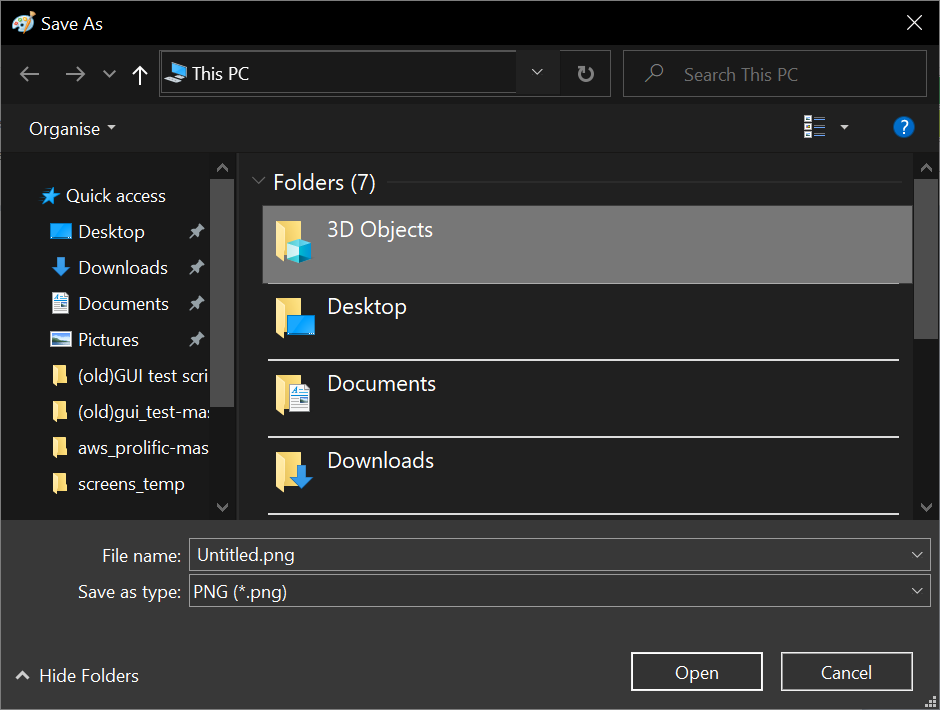 Save As
This PC
Search This PC
Organise
?
Quick access
Desktop
Downloads
Documents
Pictures
(old)GUI test scri
(old)gui_test-mas
aws_prolific-mas
screens_temp
Folders (7)
3D Objects
Desktop
Documents
Downloads
File name: Untitled.png
Save as type: PNG (*.png)
Hide Folders
Open
Cancel